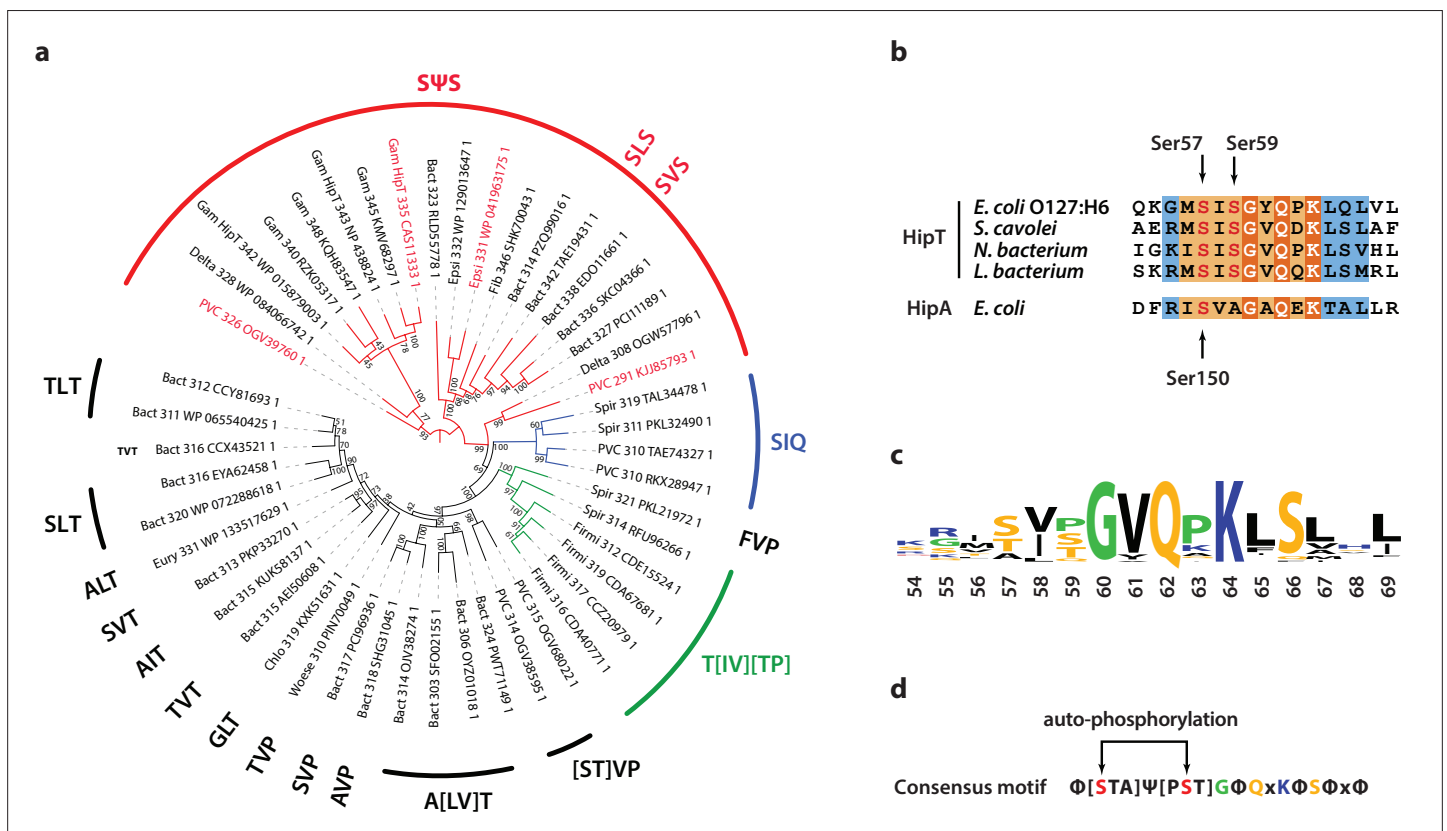 a
SΨS
SLS
SVS
SIQ
FVP
T[IV][TP]
[ST]VP
A[LV]T
AVP
SVP
TVP
GLT
TVT
AIT
SVT
ALT
SLT
TVT
TLT
PVC 326 OGV39760 1
Delta 328 WP 084066742 1
Gam HipT 342 WP 015879003 1
Gam 340 RZK05317 1
Gam 348 KQH83547 1
Gam HipT 343 NP 438824 1
Gam 345 KMV68297 1
Gam HipT 335 CAS11333 1
Bact 323 RLD55778 1
Epsi 332 WP 129013647 1
Epsi 331 WP 041963175 1
Fib 346 SHK70043 1
Bact 314 PZQ99016 1
Bact 342 TAE19431 1
Bact 338 EDO11661 1
Bact 336 SKC04366 1
Bact 327 PCI11189 1
Delta 308 OGW57796 1
PVC 291 KJJ85793 1
Spir 319 TAL34478 1
Spir 311 PKL32490 1
PVC 310 TAE74327 1
PVC 310 RKX28947 1
Spir 321 PKL21972 1
Spir 314 RFU96266 1
Firmi 312 CDE15524 1
Firmi 319 CDA67681 1
Firmi 317 CCZ20979 1
Firmi 316 CDA40771 1
PVC 315 OGV68022 1
PVC 314 OGV38595 1
Bact 324 PWT71149 1
Bact 306 OYZ01018 1
Bact 303 SFO02155 1
Bact 314 OJV38274 1
Bact 318 SHG31045 1
Bact 317 PCI96936 1
Woese 310 PIN70049 1
Chlo 319 KXK51631 1
Bact 315 AEI50608 1
Bact 315 KUK58137 1
Bact 313 PKP33270 1
Eury 331 WP 133517629 1
Bact 320 WP 072288618 1
Bact 316 EYA62458 1
Bact 316 CCX43521 1
Bact 311 WP 065540425 1
Bact 312 CCY81693 1
b
Ser57 Ser59
HipT
E. coli O127:H6 QKGMSISGYQPKLQLVL
S. cavolei AERMSISGVQDKLSLAF
N. bacterium IGKISISGVQPKLSVHL
L. bacterium SKRMSISGVQQKLSMRL
HipA E. coli DFRISVAGAQEKTALLR
Ser150
c
54 55 56 57 58 59 60 61 62 63 64 65 66 67 68 69
d
auto-phosphorylation
Consensus motif Φ[STA]Ψ[PST]GΦQxKΦSΦxΦ